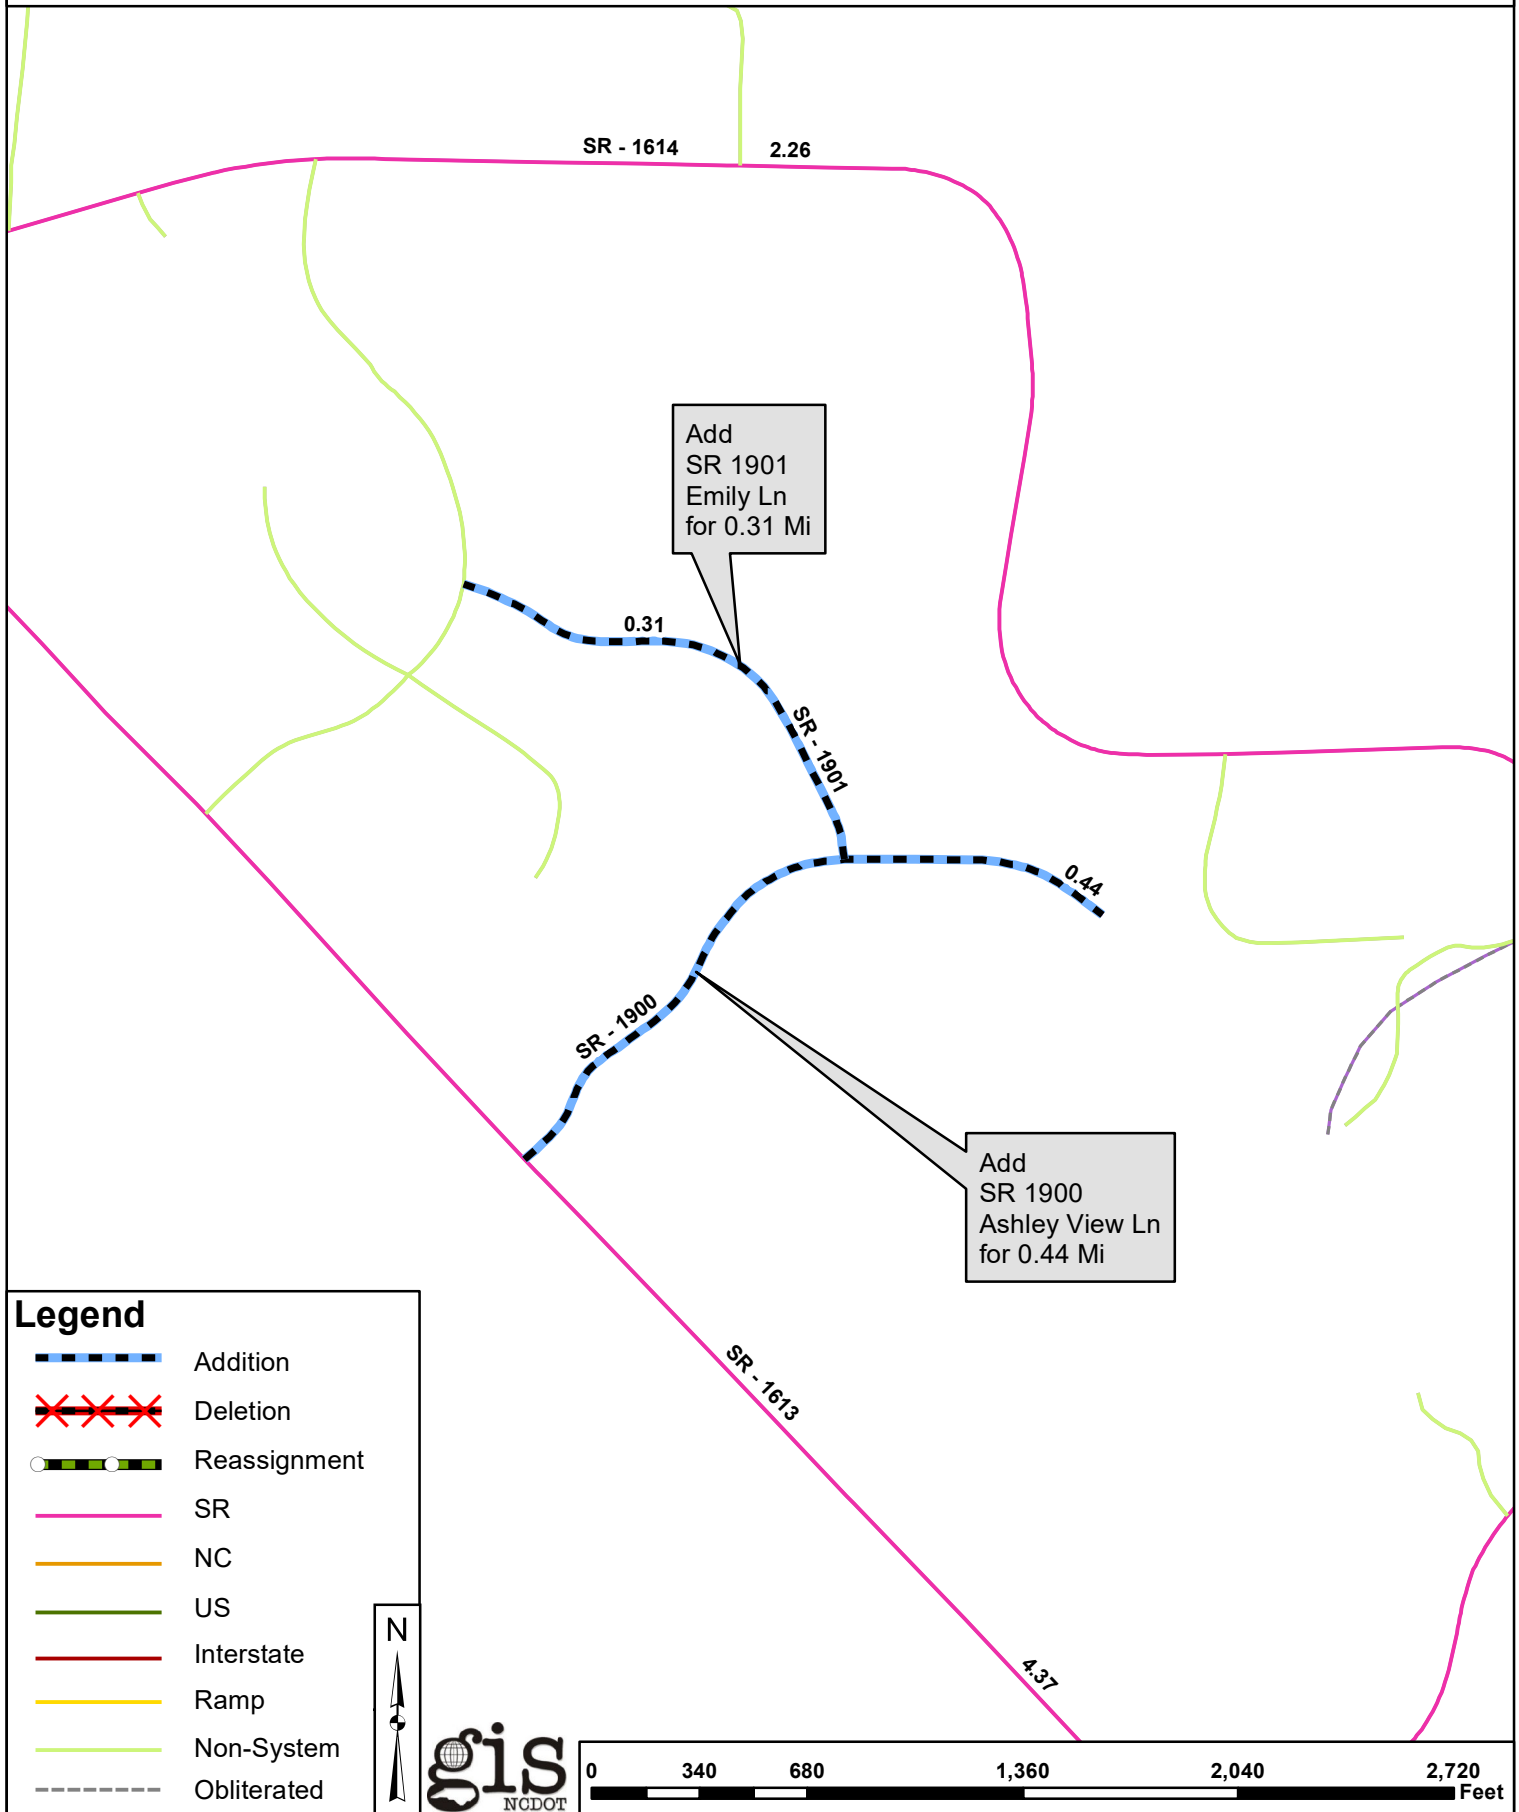 SR - 1614
2.26
Add
SR 1901
Emily Ln
for 0.31 Mi
0.31
SR - 1901
0.44
SR - 1900
Add
SR 1900
Ashley View Ln
for 0.44 Mi
SR - 1613
4.37
Legend
Addition
Deletion
Reassignment
SR
NC
US
Interstate
Ramp
Non-System
Obliterated
N
gis
NCDOT
0 340 680 1,360 2,040 2,720
Feet